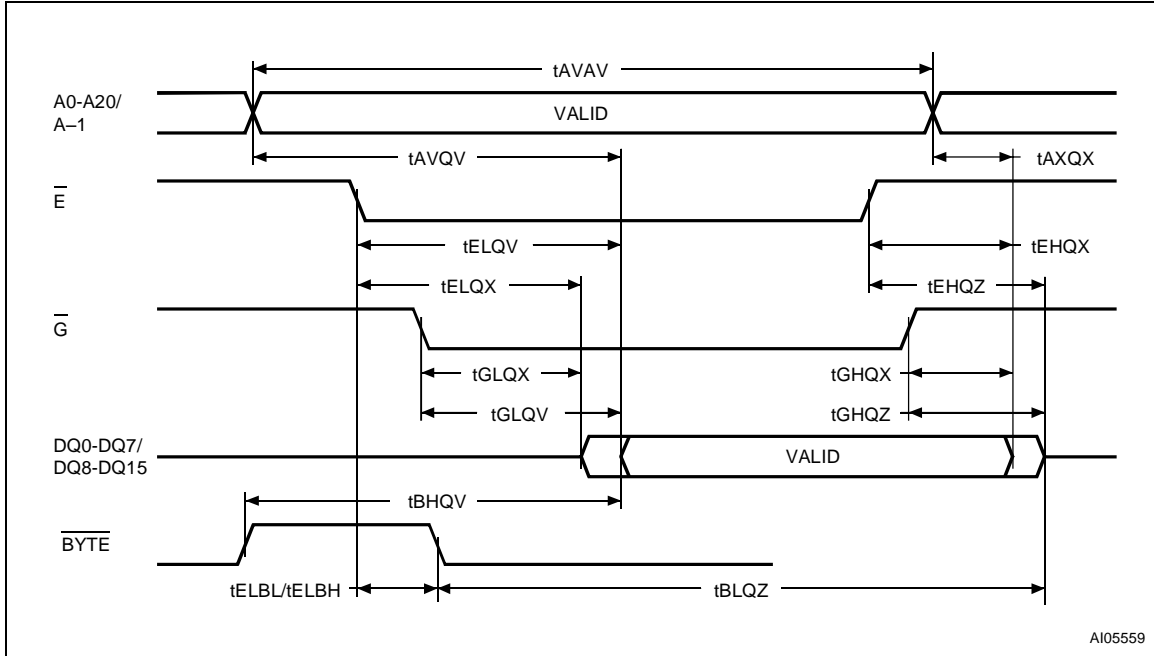 tAVAV
A0-A20/
A–1
VALID
tAVQV
tAXQX
E
tELQV
tEHQX
tELQX
tEHQZ
G
tGLQX
tGHQX
tGLQV
tGHQZ
DQ0-DQ7/
DQ8-DQ15
VALID
tBHQV
BYTE
tELBL/tELBH
tBLQZ
AI05559